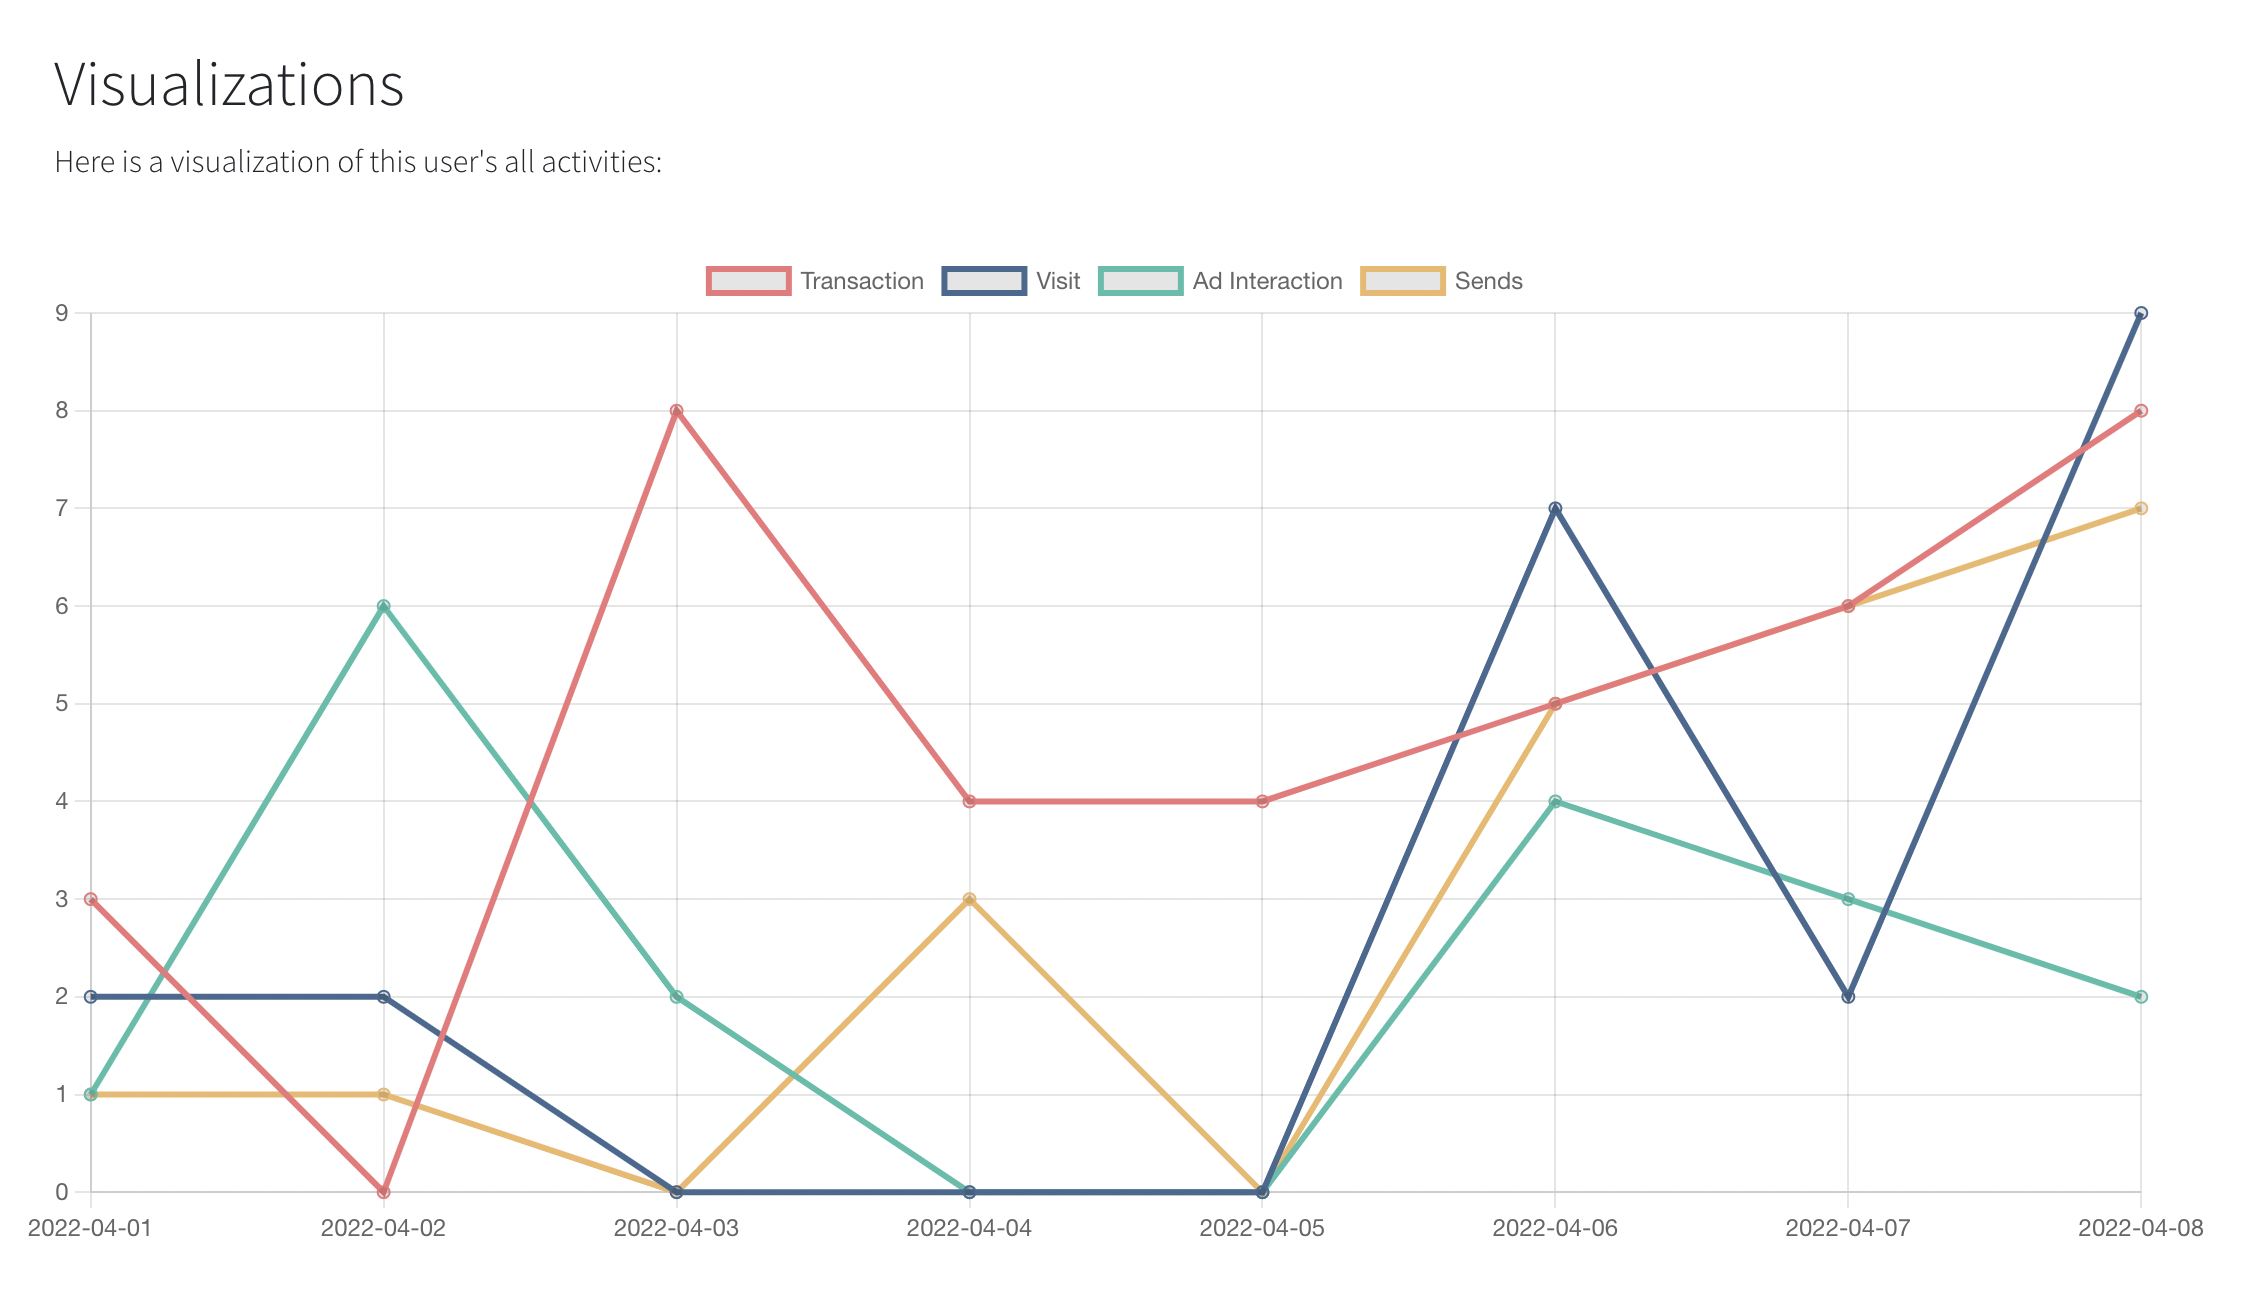 Visualizations
Here is a visualization of this user's all activities:
Transaction Visit Ad Interaction Sends
9
8
7
6
5
4
3
2
1
0
2022-04-01 2022-04-02 2022-04-03 2022-04-04 2022-04-05 2022-04-06 2022-04-07 2022-04-08